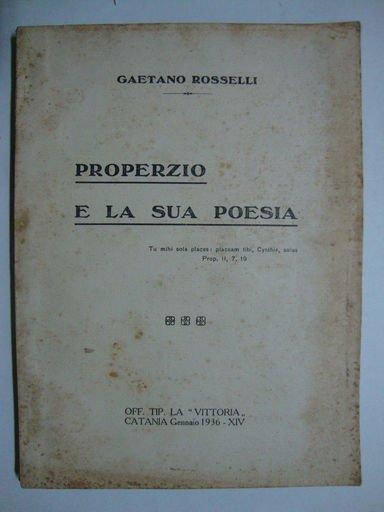 GAETANO ROSSELLI
PROPERZIO
E LA SUA POESIA
Tu mihi sola places: placeam tibi, Cynthia, solus
Prop. II, 7, 19
OFF. TIP. LA "VITTORIA„
CATANIA Gennaio 1936 - XIV